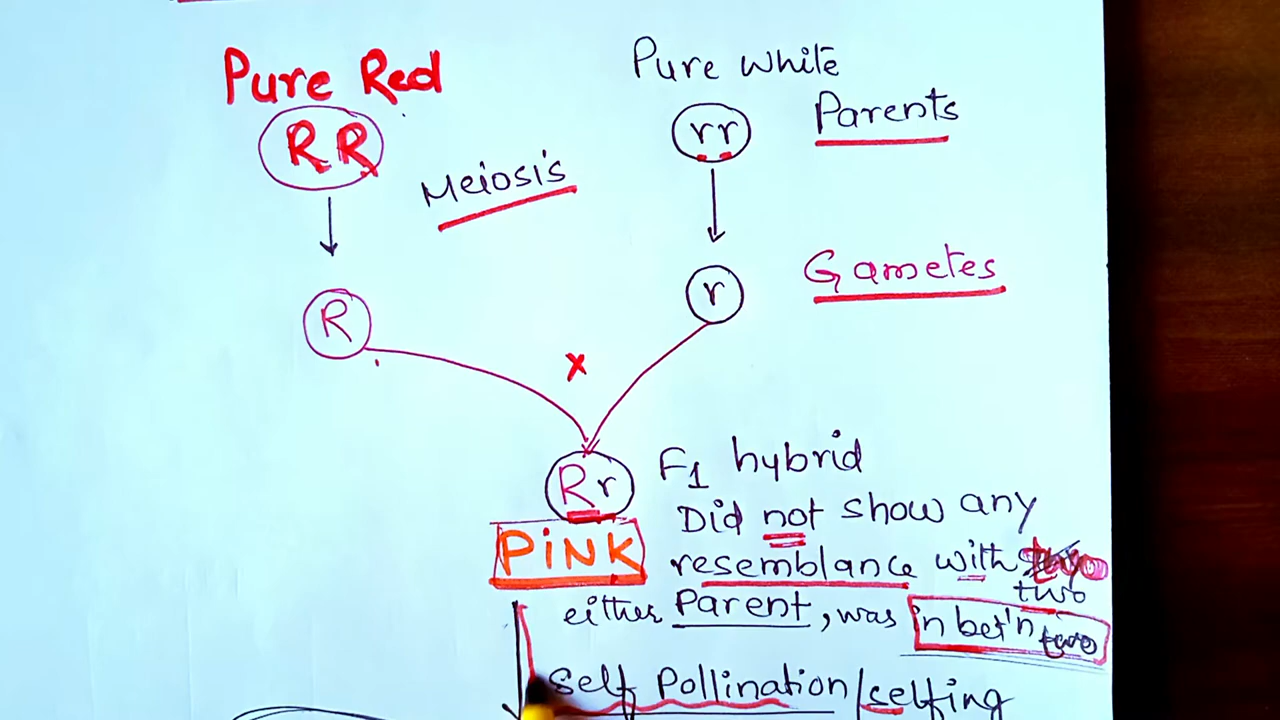 Pure Red
Pure white
RR
rr
Parents
Meiosis
R
r
Gametes
x
Rr
F1 hybrid
PiNK
Did not show any
resemblance with
two
either Parent, was in bet'n two
Self Pollination/selfing